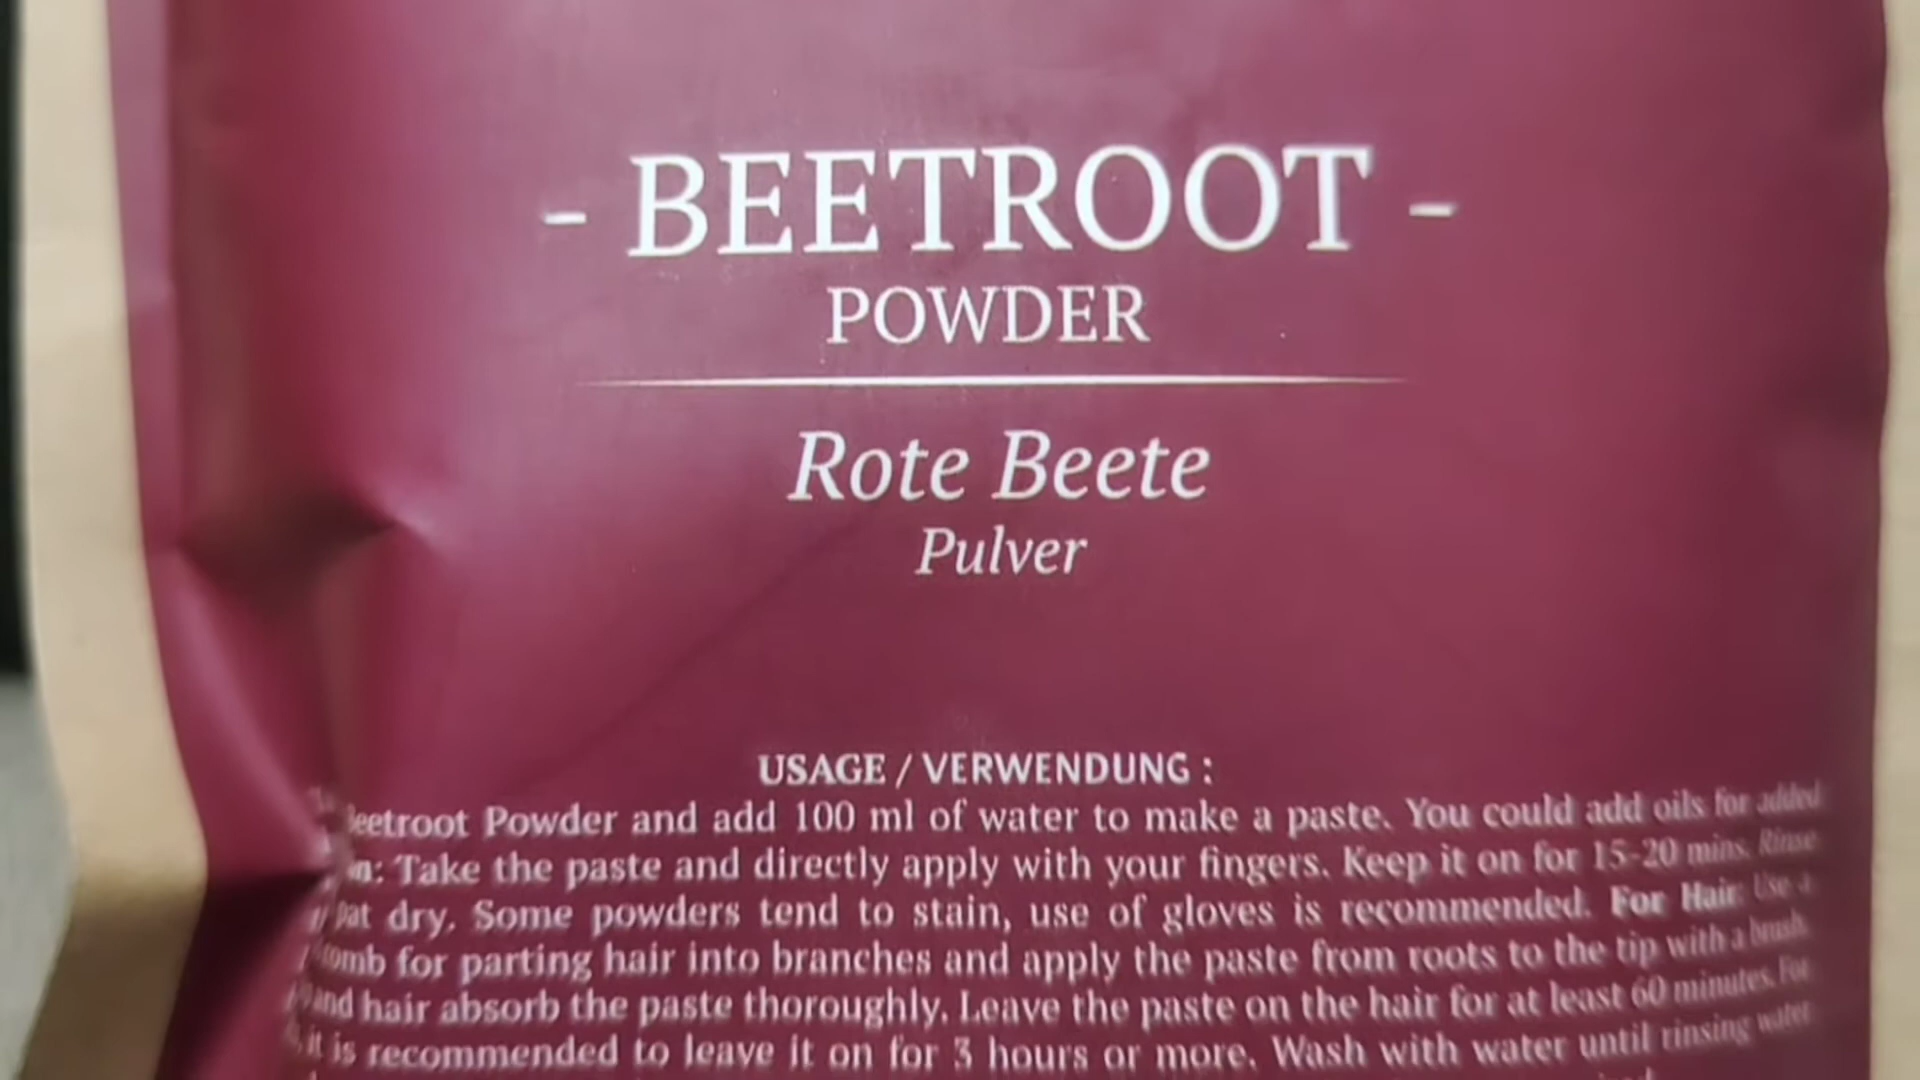 - BEETROOT -
POWDER
Rote Beete
Pulver
USAGE / VERWENDUNG :
Powder and add 100 ml of water to make a paste. You could add oils for added
Take the paste and directly apply with your fingers. Keep it on for 15-20 mins. Rinse
pat dry. Some powders tend to stain, use of gloves is recommended. For Hair: Use a
for parting hair into branches and apply the paste from roots to the tip with a brush.
and hair absorb the paste thoroughly. Leave the paste on the hair for at least 60 minutes. For
it is recommended to leave it on for 3 hours or more. Wash with water until rinsing water